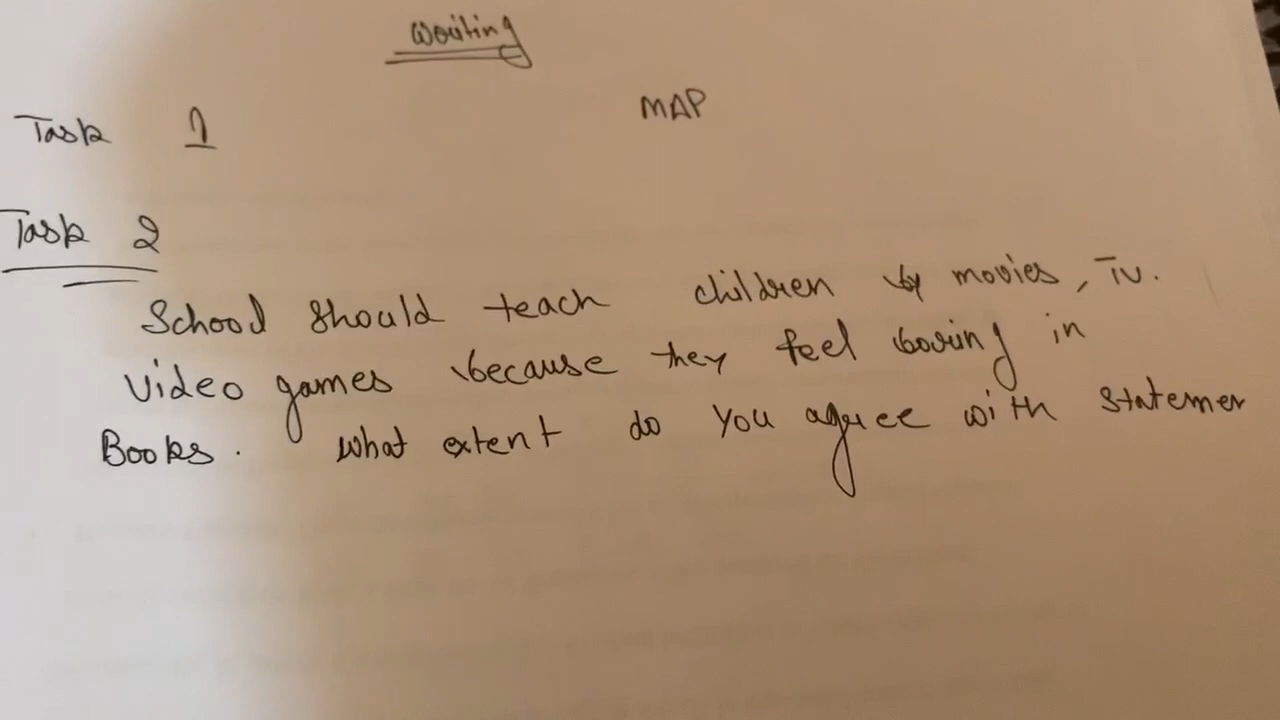 Writing
Task 1 MAP
Task 2
School should teach children by movies, TV.
Video games because they feel boring in
Books. What extent do you agree with statemen